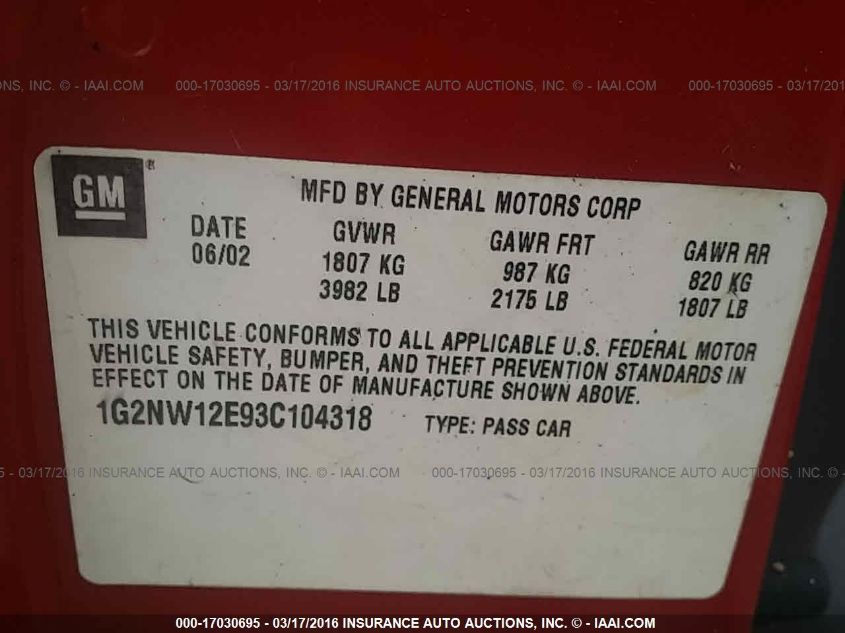 NS, INC. © - IAAI.COM 000-17030695 - 03/17/2016 INSURANCE AUTO AUCTIONS, INC. © - IAAI.COM 000-17030695 - 03/17/2016
GM®
MFD BY GENERAL MOTORS CORP
DATE GVWR GAWR FRT GAWR RR
06/02 1807 KG 987 KG 820 KG
3982 LB 2175 LB 1807 LB
THIS VEHICLE CONFORMS TO ALL APPLICABLE U.S. FEDERAL MOTOR
VEHICLE SAFETY, BUMPER, AND THEFT PREVENTION STANDARDS IN
EFFECT ON THE DATE OF MANUFACTURE SHOWN ABOVE.
1G2NW12E93C104318 TYPE: PASS CAR
5 - 03/17/2016 INSURANCE AUTO AUCTIONS, INC. © - IAAI.COM 000-17030695 - 03/17/2016 INSURANCE AUTO AUCTIONS, INC.
000-17030695 - 03/17/2016 INSURANCE AUTO AUCTIONS, INC. © - IAAI.COM